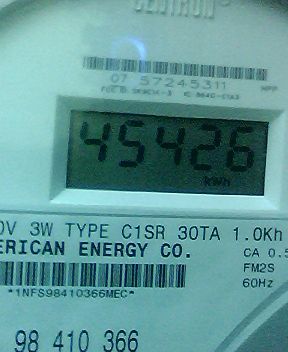 CENTRON
07 57245311
45426
kWh
0V 3W TYPE C1SR 30TA 1.0Kh
ERICAN ENERGY CO.
CA 0.5
FM2S
60Hz
*1NFS98410366MEC*
98 410 366